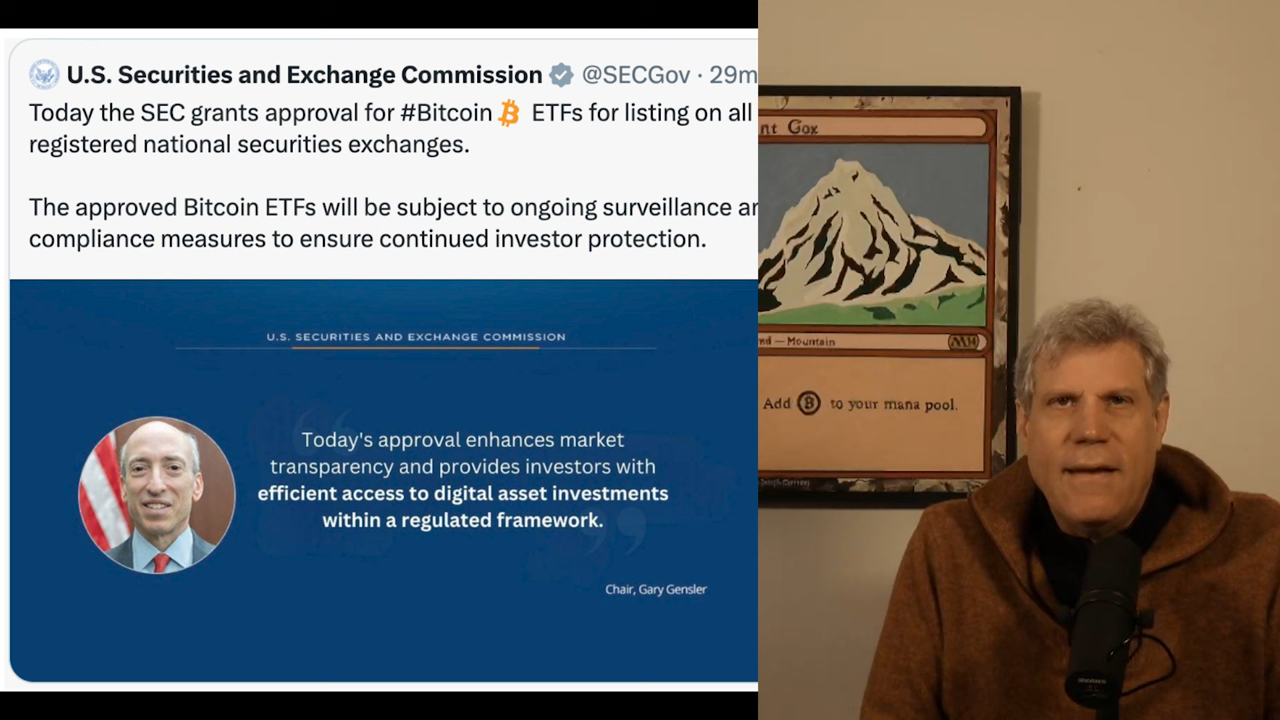 U.S. Securities and Exchange Commission @SECGov · 29m
Today the SEC grants approval for #Bitcoin ETFs for listing on all
registered national securities exchanges.
The approved Bitcoin ETFs will be subject to ongoing surveillance
compliance measures to ensure continued investor protection.
U.S. SECURITIES AND EXCHANGE COMMISSION
Today's approval enhances market
transparency and provides investors with
efficient access to digital asset investments
within a regulated framework.
Chair, Gary Gensler
nt Gox
nd — Mountain
M14
Add B to your mana pool.